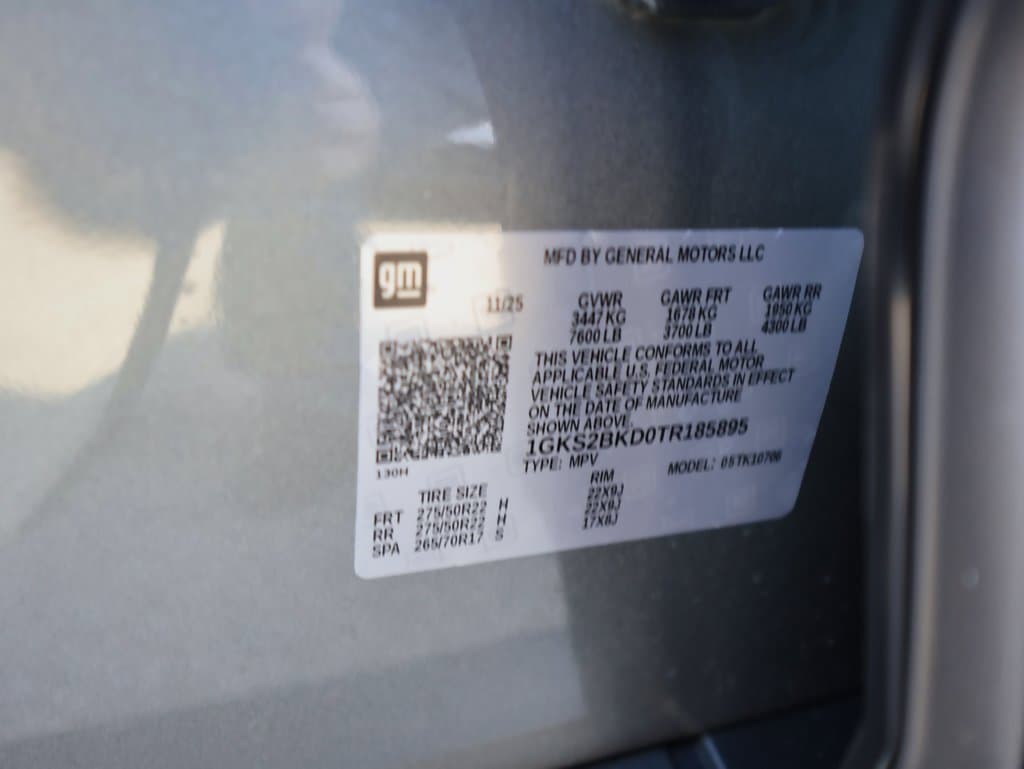 gm
MFD BY GENERAL MOTORS LLC
11/25 GVWR GAWR FRT GAWR RR
3447 KG 1678 KG 1950 KG
7600 LB 3700 LB 4300 LB
THIS VEHICLE CONFORMS TO ALL
APPLICABLE U.S. FEDERAL MOTOR
VEHICLE SAFETY STANDARDS IN EFFECT
ON THE DATE OF MANUFACTURE
SHOWN ABOVE.
1GKS2BKD0TR185895
TYPE: MPV MODEL: 05TK10706
130H
TIRE SIZE RIM
FRT 275/50R22 H 22X9J
RR 275/50R22 H 22X9J
SPA 265/70R17 S 17X8J